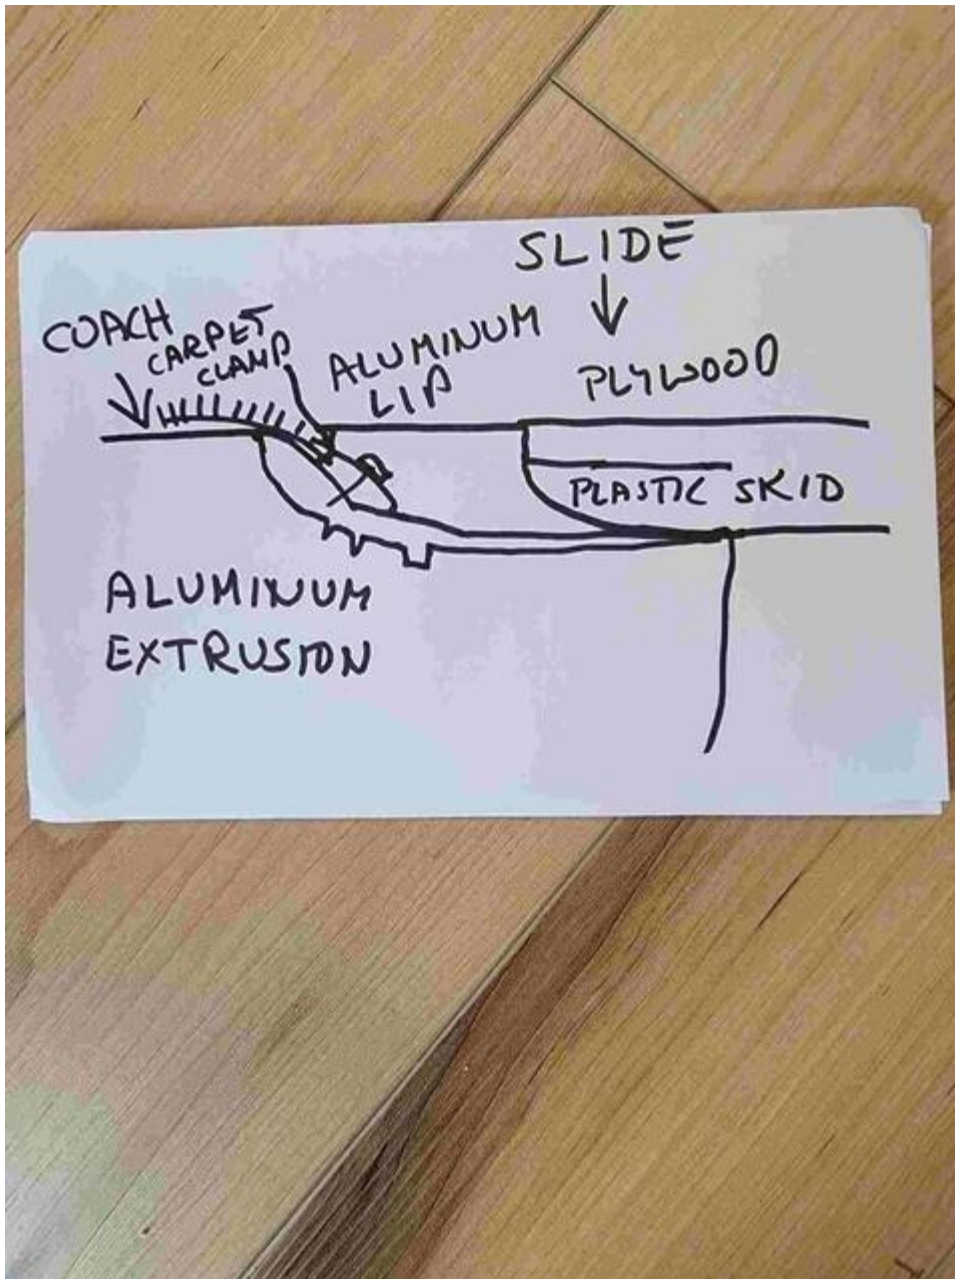 SLIDE
COACH
CARPET
CLAMP
ALUMINUM
LIP
PLYWOOD
PLASTIC SKID
ALUMINUM
EXTRUSION